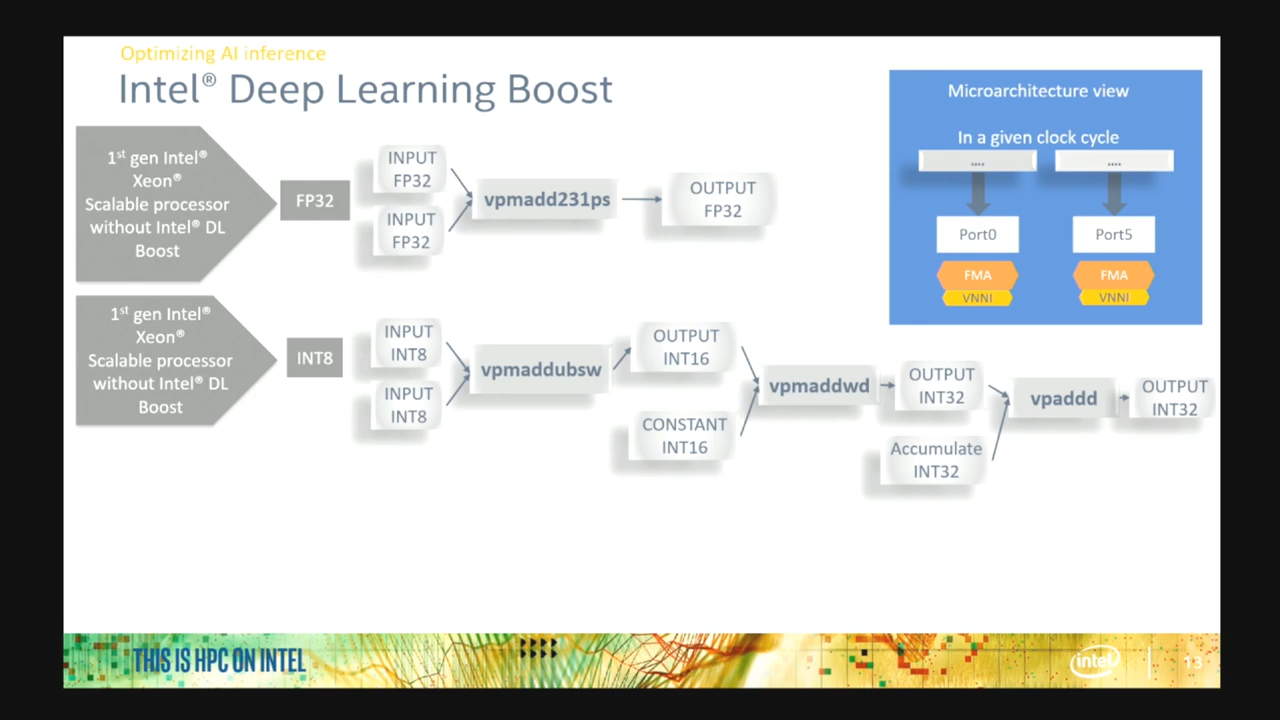 Optimizing AI inference
Intel® Deep Learning Boost
1st gen Intel®
Xeon®
Scalable processor
without Intel® DL
Boost
FP32
INPUT
FP32
INPUT
FP32
vpmadd231ps
OUTPUT
FP32
Microarchitecture view
In a given clock cycle
....
....
Port0
Port5
FMA
FMA
VNNI
VNNI
1st gen Intel®
Xeon®
Scalable processor
without Intel® DL
Boost
INT8
INPUT
INT8
INPUT
INT8
vpmaddubsw
OUTPUT
INT16
CONSTANT
INT16
vpmaddwd
OUTPUT
INT32
Accumulate
INT32
vpaddd
OUTPUT
INT32
THIS IS HPC ON INTEL
intel
13